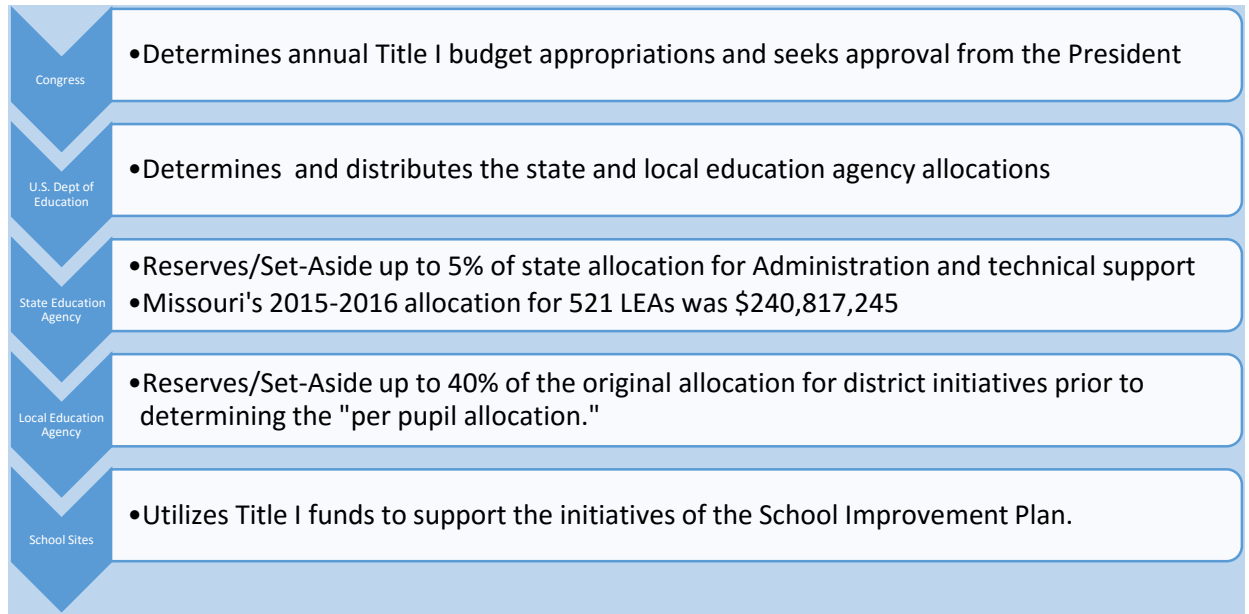 Congress
•Determines annual Title I budget appropriations and seeks approval from the President
U.S. Dept of
Education
•Determines  and distributes the state and local education agency allocations
State Education
Agency
•Reserves/Set-Aside up to 5% of state allocation for Administration and technical support
•Missouri's 2015-2016 allocation for 521 LEAs was $240,817,245
Local Education
Agency
•Reserves/Set-Aside up to 40% of the original allocation for district initiatives prior to
determining the "per pupil allocation."
School Sites
•Utilizes Title I funds to support the initiatives of the School Improvement Plan.